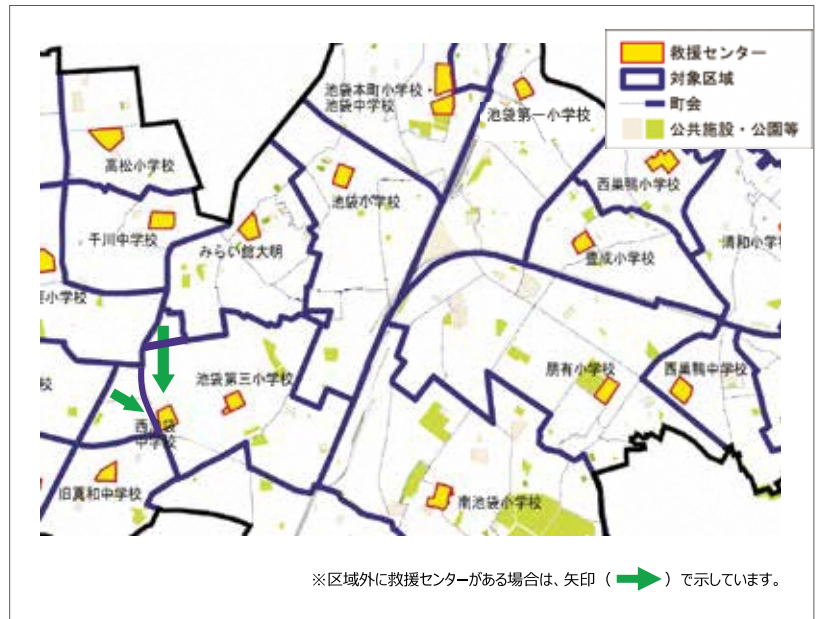 救援センター
対象区域
町会
公共施設・公園等
池袋本町小学校・
池袋中学校
池袋第一小学校
高松小学校
西巣鴨小学校
池袋小学校
千川中学校
みらい館大明
豊成小学校
清和小学
小学校
池袋第三小学校
朋有小学校
西巣鴨中学校
校
西池袋
中学校
旧真和中学校
南池袋小学校
※区域外に救援センターがある場合は、矢印（ ）で示しています。